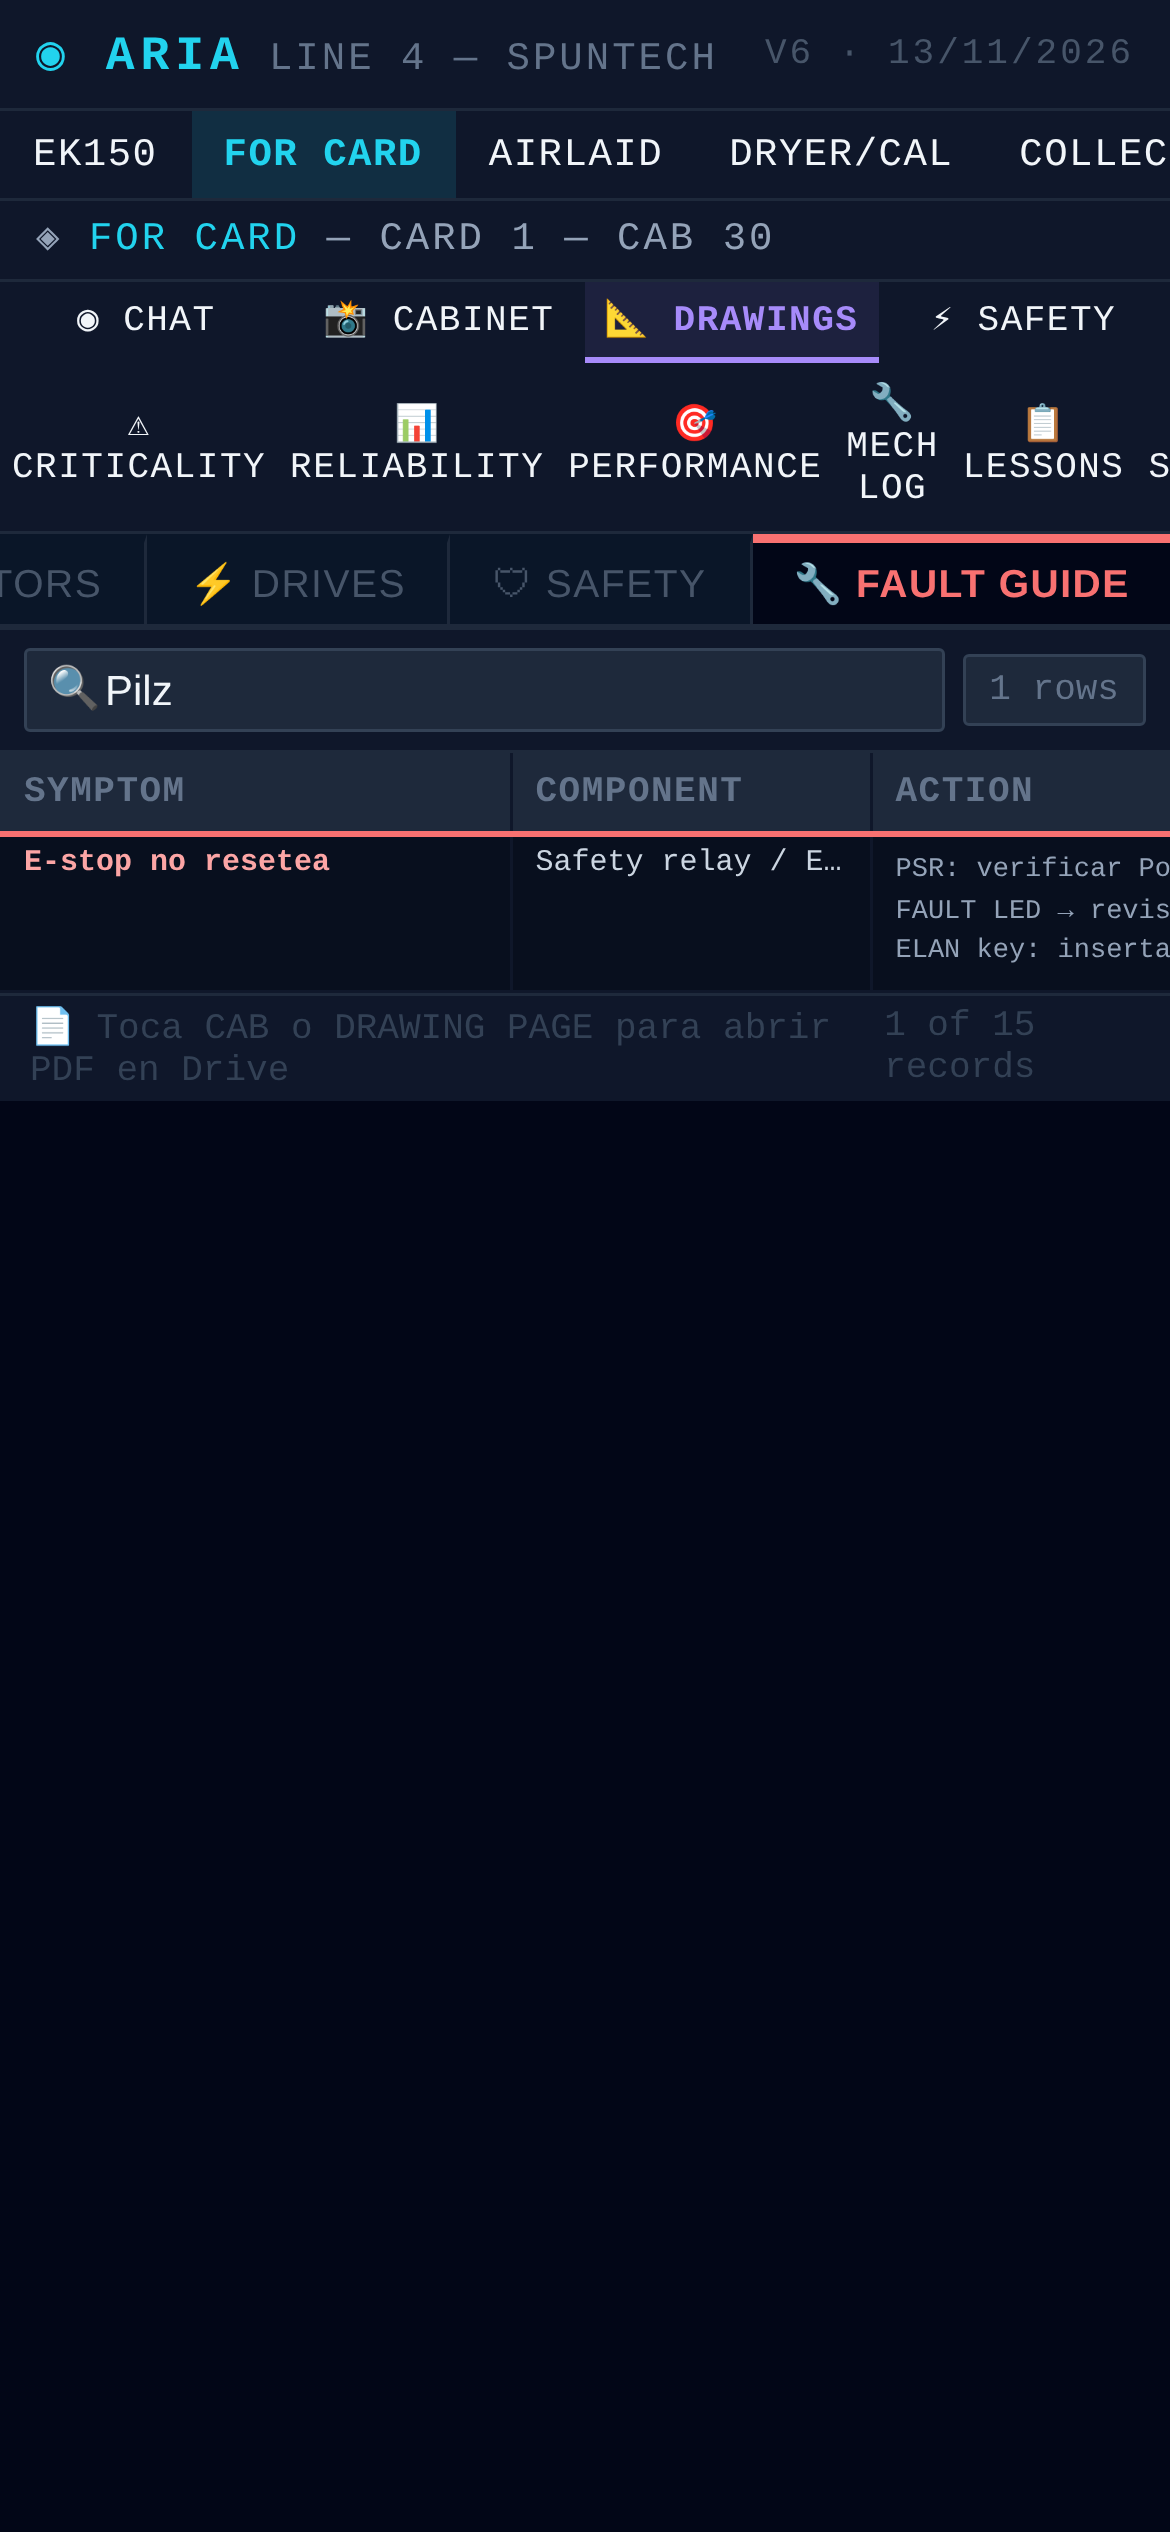 ◉ ARIA LINE 4 — SPUNTECH V6 · 13/11/2026
EK150 FOR CARD AIRLAID DRYER/CAL COLLEC
◈ FOR CARD — CARD 1 — CAB 30
◉ CHAT 📸 CABINET 📐 DRAWINGS ⚡ SAFETY
⚠ CRITICALITY
📊 RELIABILITY
🎯 PERFORMANCE
🔧 MECH
LOG
📋 LESSONS
S
TORS ⚡ DRIVES 🛡 SAFETY 🔧 FAULT GUIDE
🔍 Pilz 1 rows
SYMPTOM COMPONENT ACTION
E-stop no resetea Safety relay / E… PSR: verificar Po
FAULT LED → revis
ELAN key: inserta
📄 Toca CAB o DRAWING PAGE para abrir
PDF en Drive
1 of 15
records